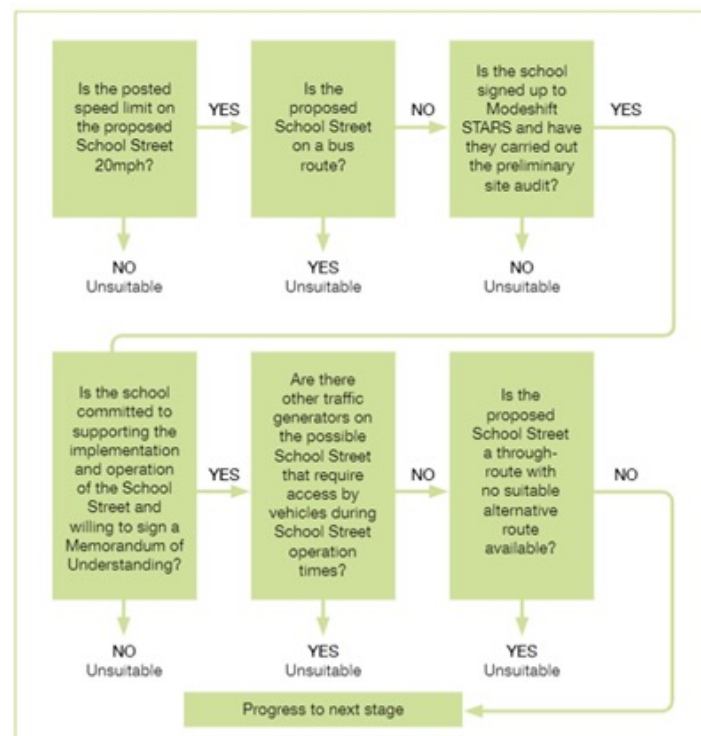 Is the posted
speed limit on
the proposed
School Street
20mph?
YES
Is the
proposed
School Street
on a bus
route?
NO
Is the school
signed up to
Modeshift
STARS and have
they carried out
the preliminary
site audit?
YES
NO
Unsuitable
YES
Unsuitable
NO
Unsuitable
Is the school
committed to
supporting the
implementation
and operation
of the School
Street and
willing to sign a
Memorandum of
Understanding?
YES
Are there
other traffic
generators on
the possible
School Street
that require
access by
vehicles during
School Street
operation
times?
NO
Is the
proposed
School Street
a through-
route with
no suitable
alternative
route
available?
NO
NO
Unsuitable
YES
Unsuitable
YES
Unsuitable
Progress to next stage